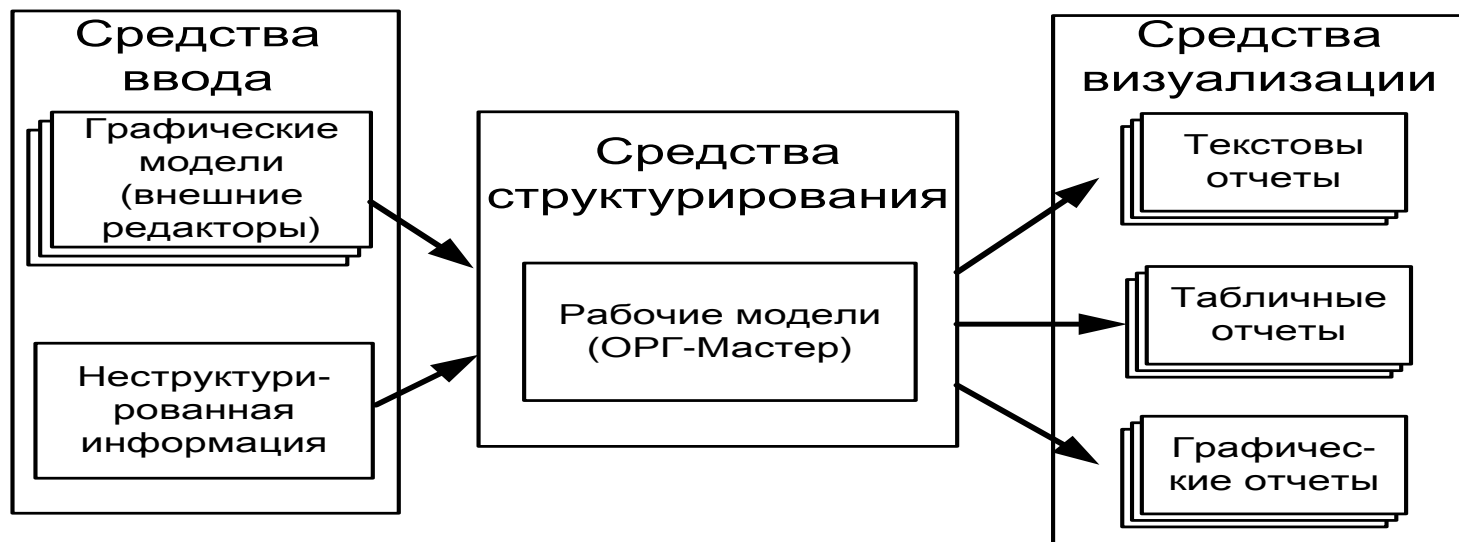 Средства
ввода
Графические
модели
(внешние
редакторы)
Неструктури-
рованная
информация
Средства
структурирования
Рабочие модели
(ОРГ-Мастер)
Средства
визуализации
Текстовы
отчеты
Табличные
отчеты
Графичес-
кие отчеты